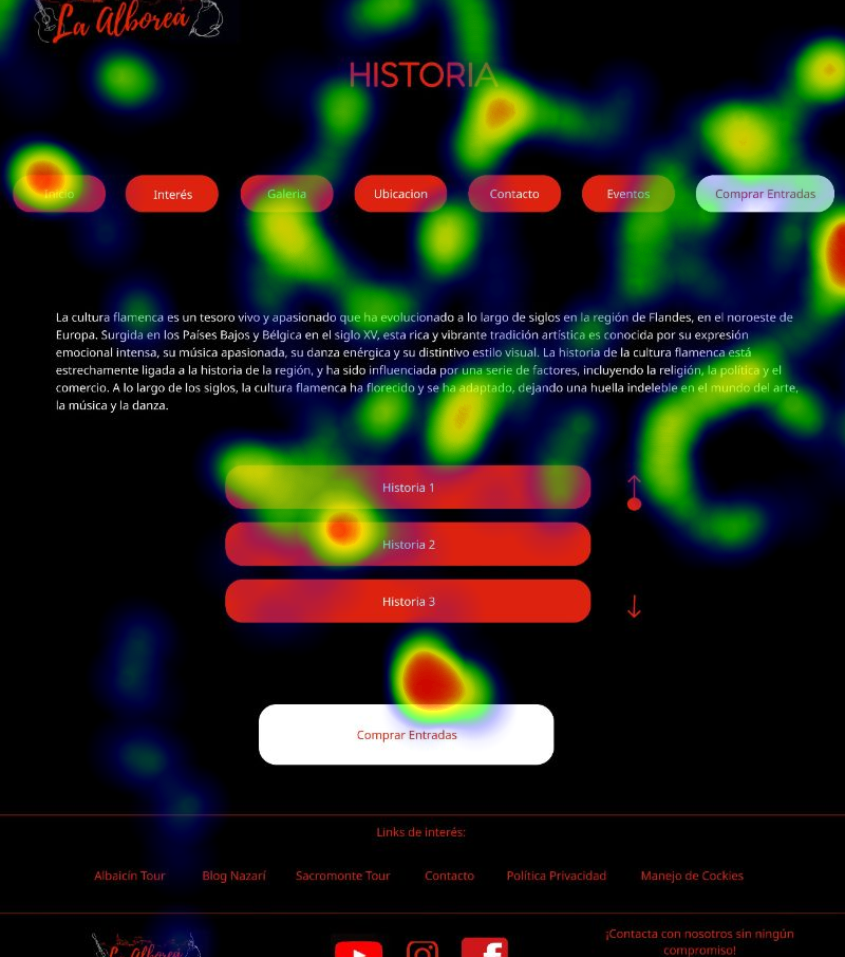 La Alboreá
HISTORIA
Inicio
Interés
Galeria
Ubicacion
Contacto
Eventos
Comprar Entradas
La cultura flamenca es un tesoro vivo y apasionado que ha evolucionado a lo largo de siglos en la región de Flandes, en el noroeste de
Europa. Surgida en los Países Bajos y Bélgica en el siglo XV, esta rica y vibrante tradición artística es conocida por su expresión
emocional intensa, su música apasionada, su danza enérgica y su distintivo estilo visual. La historia de la cultura flamenca está
estrechamente ligada a la historia de la región, y ha sido influenciada por una serie de factores, incluyendo la religión, la política y el
comercio. A lo largo de los siglos, la cultura flamenca ha florecido y se ha adaptado, dejando una huella indeleble en el mundo del arte,
la música y la danza.
Historia 1
Historia 2
Historia 3
Comprar Entradas
Links de interés:
Albaicín Tour
Blog Nazarí
Sacromonte Tour
Contacto
Política Privacidad
Manejo de Cockies
¡Contacta con nosotros sin ningún
compromiso!
La Alboreá